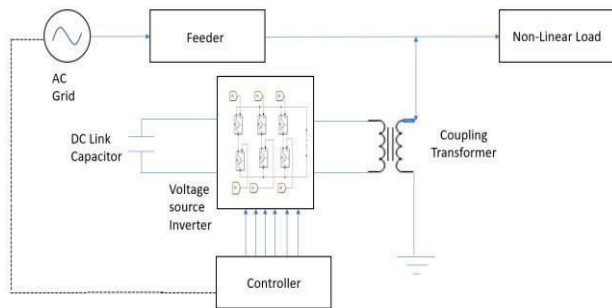 Feeder
Non-Linear Load
AC
Grid
DC Link
Capacitor
Coupling
Transformer
Voltage
source
Inverter
Controller